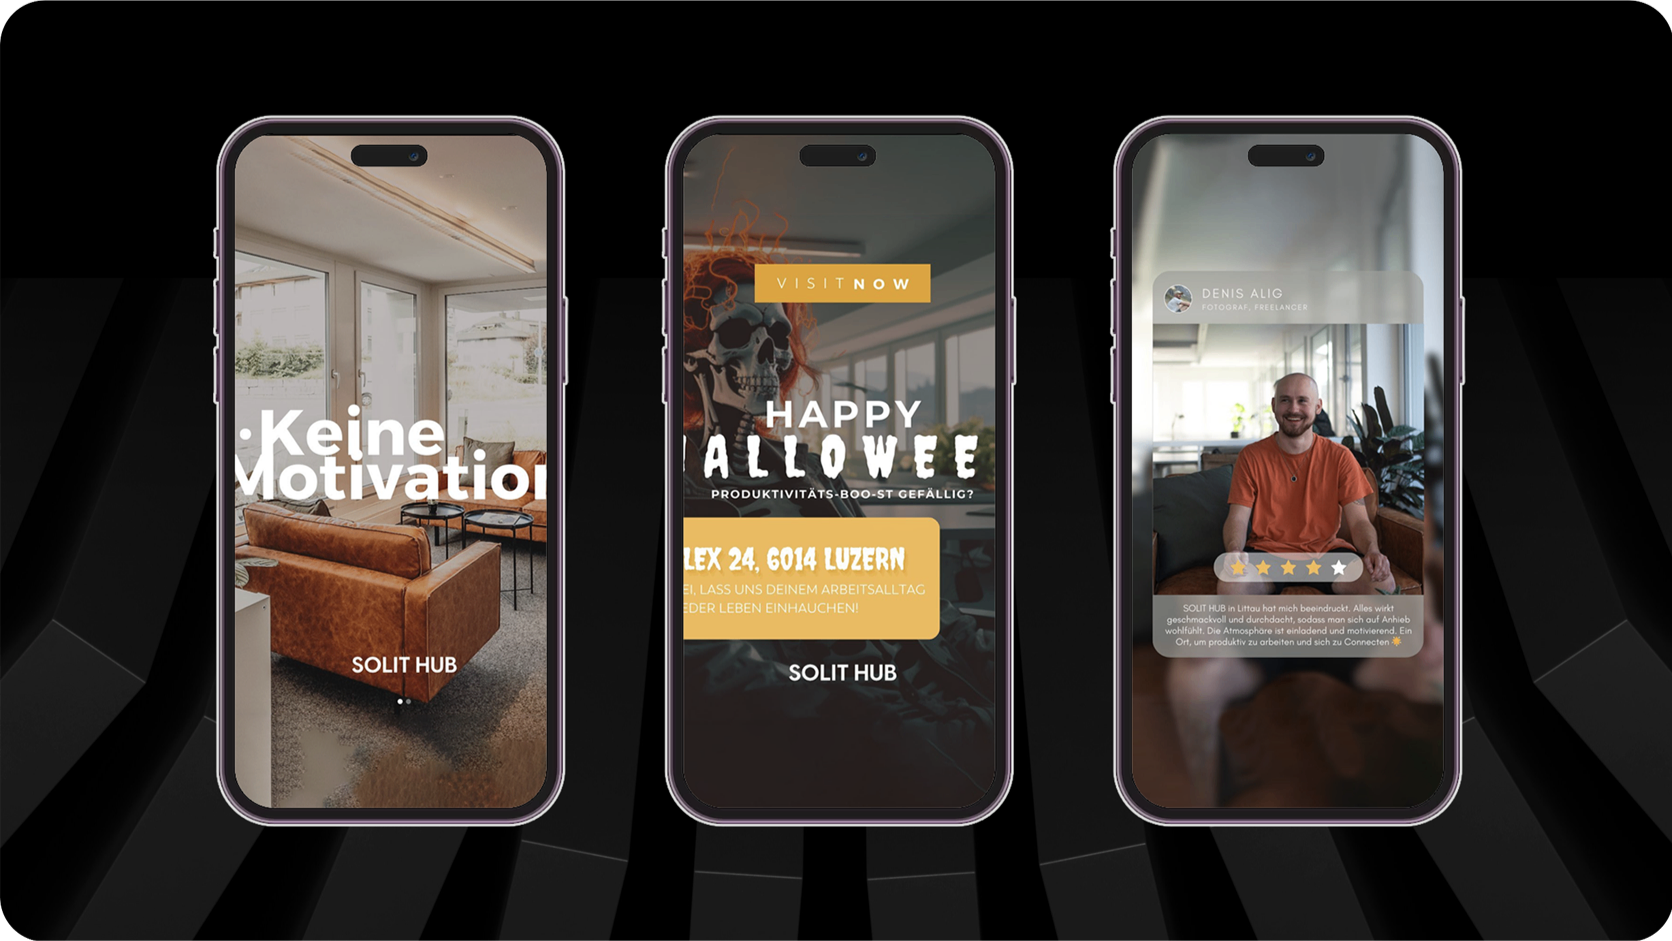 ·Keine
Motivation
SOLIT HUB
VISITNOW
HAPPY
ALLOWEE
PRODUKTIVITÄTS-BOO-ST GEFÄLLIG?
LEX 24, 6014 LUZERN
EI, LASS UNS DEINEM ARBEITSALLTAG
EDER LEBEN EINHAUCHEN!
SOLIT HUB
DENIS ALIG
FOTOGRAF, FREELANCER
SOLIT HUB in Littau hat mich beeindruckt. Alles wirkt
geschmackvoll und durchdacht, sodass man sich auf Anhieb
wohlfühlt. Die Atmosphäre ist einladend und motivierend. Ein
Ort, um produktiv zu arbeiten und sich zu Connecten ☀️